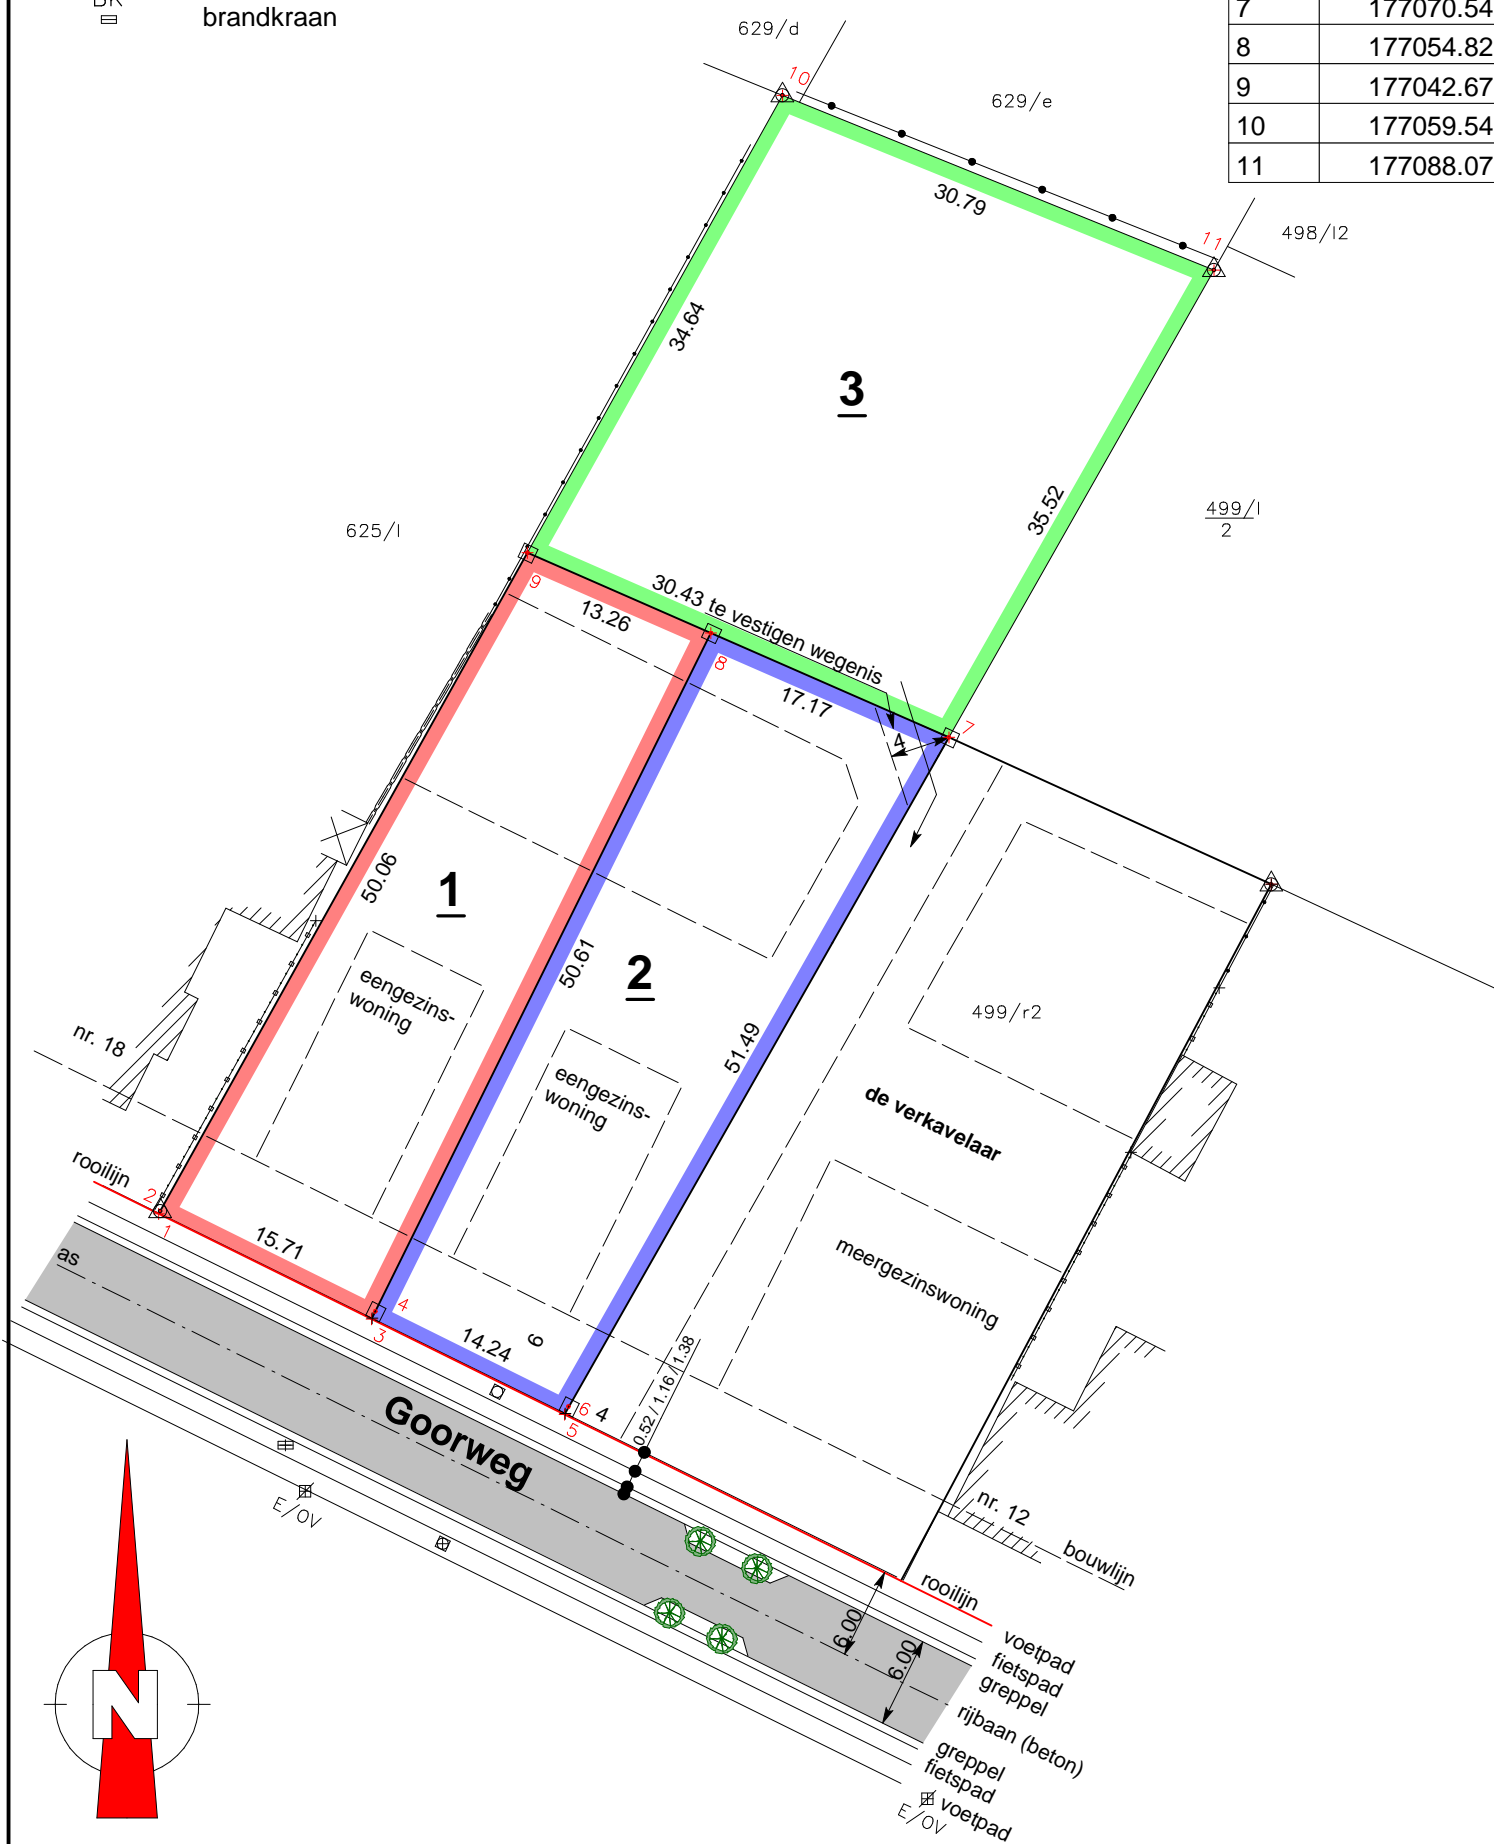 brandkraan
7 177070.54
8 177054.82
9 177042.67
10 177059.54
11 177088.07
629/d
10
629/e
30.79
11
498/l2
34.64
3
35.52
499/l
2
625/l
9
13.26
30.43 te vestigen wegenis
8
17.17
4
7
50.06
1
50.61
2
eengezins-
woning
eengezins-
woning
51.49
499/r2
de verkavelaar
meergezinswoning
nr. 18
rooilijn
2
1
15.71
as
3
4
14.24
6
6
5
4
0.52 / 1.16 / 1.38
Goorweg
E/OV
nr. 12
bouwlijn
rooilijn
6.00
6.00
voetpad
fietspad
greppel
rijbaan (beton)
greppel
fietspad
voetpad
E/OV
N